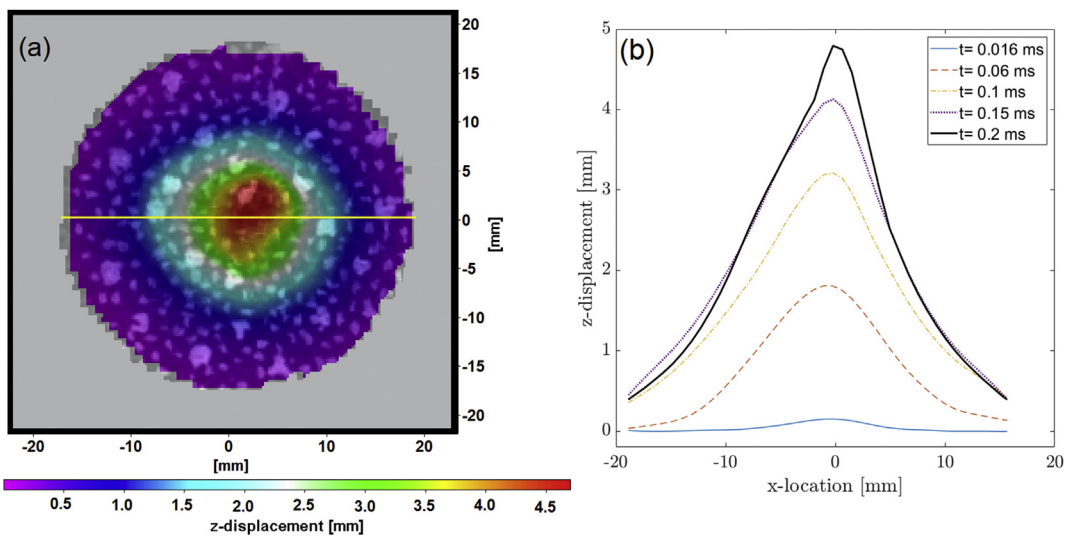 (a)
20
15
10
5
0
-5
-10
-15
-20
[mm]
-20
-10
0
10
20
[mm]
0.5
1.0
1.5
2.0
2.5
3.0
3.5
4.0
4.5
z-displacement [mm]
(b)
5
4
3
2
1
0
z-displacement [mm]
t= 0.016 ms
t= 0.06 ms
t= 0.1 ms
t= 0.15 ms
t= 0.2 ms
-20
-10
0
10
20
x-location [mm]